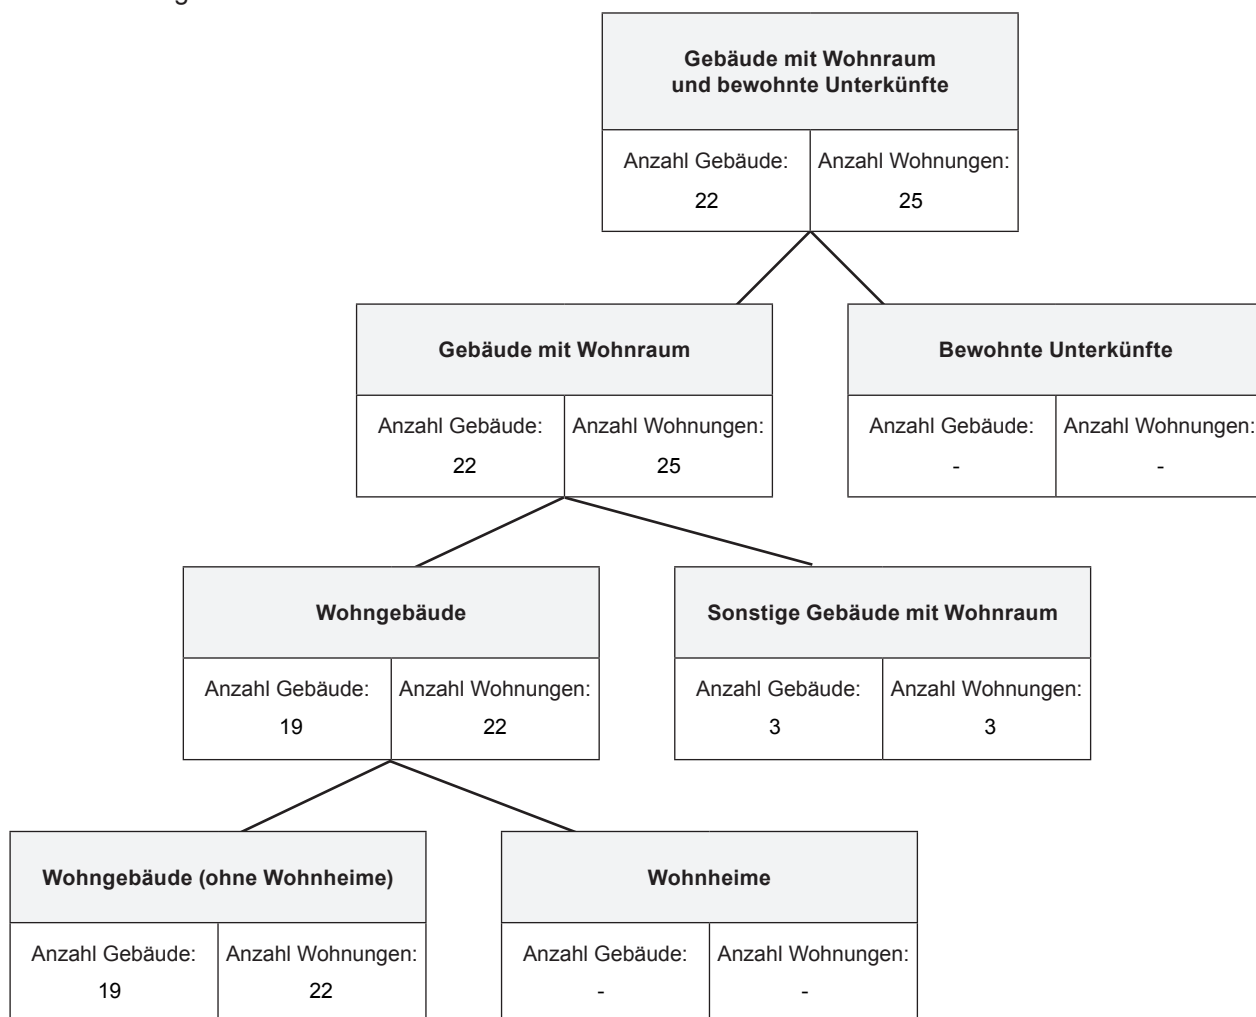 Gebäude mit Wohnraum
und bewohnte Unterkünfte
Anzahl Gebäude: Anzahl Wohnungen:
22 25
Gebäude mit Wohnraum
Anzahl Gebäude: Anzahl Wohnungen:
22 25
Bewohnte Unterkünfte
Anzahl Gebäude: Anzahl Wohnungen:
- -
Wohngebäude
Anzahl Gebäude: Anzahl Wohnungen:
19 22
Sonstige Gebäude mit Wohnraum
Anzahl Gebäude: Anzahl Wohnungen:
3 3
Wohngebäude (ohne Wohnheime)
Anzahl Gebäude: Anzahl Wohnungen:
19 22
Wohnheime
Anzahl Gebäude: Anzahl Wohnungen:
- -